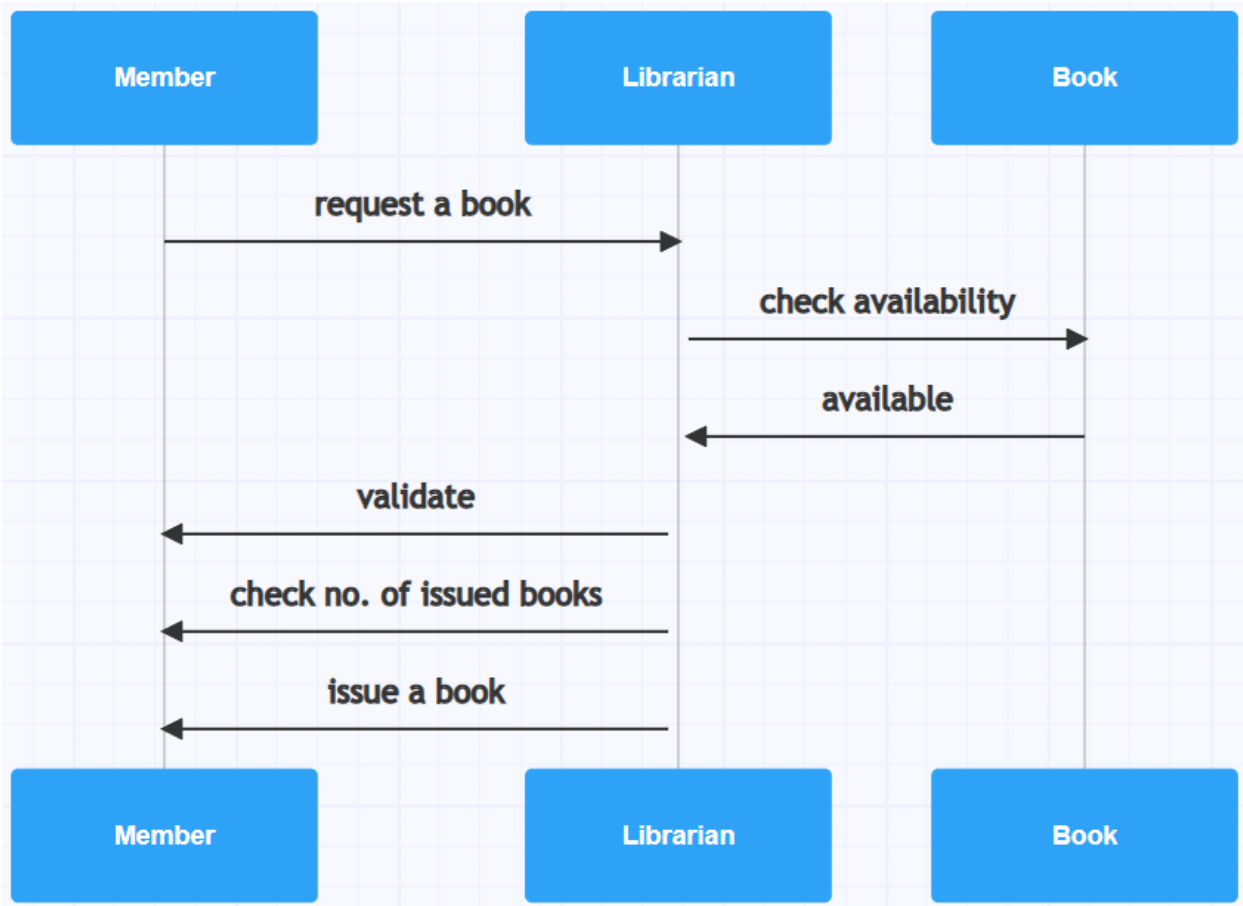 Member
Librarian
Book
request a book
check availability
available
validate
check no. of issued books
issue a book
Member
Librarian
Book